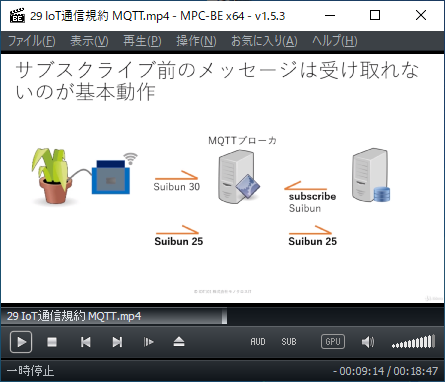 29 IoT通信規約 MQTT.mp4 - MPC-BE x64 - v1.5.3
ファイル(F) 表示(V) 再生(P) 操作(N) お気に入り(A) ヘルプ(H)
サブスクライブ前のメッセージは受け取れな
いのが基本動作
MQTTブローカ
Suibun 30
subscribe
Suibun
Suibun 25
Suibun 25
29 IoT通信規約 MQTT.mp4
AUD SUB GPU
一時停止
- 00:09:14 / 00:18:47